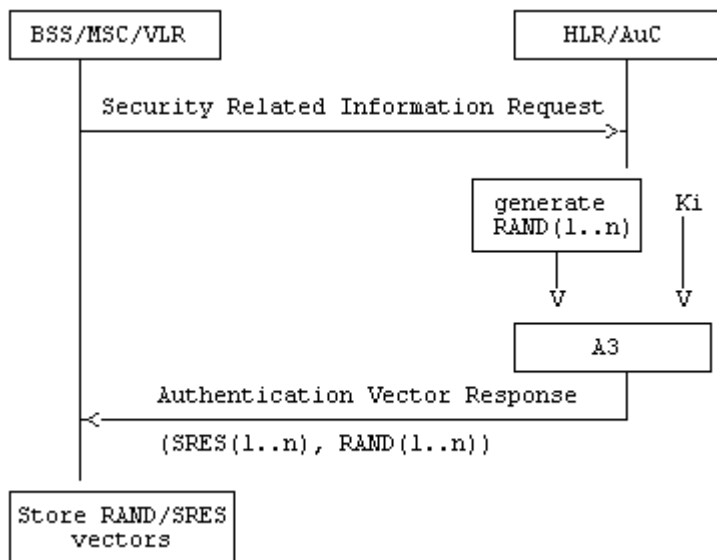 BSS/MSC/VLR
HLR/AuC
Security Related Information Request
generate
RAND(1..n)
Ki
V
V
A3
Authentication Vector Response
(SRES(1..n), RAND(1..n))
Store RAND/SRES
vectors